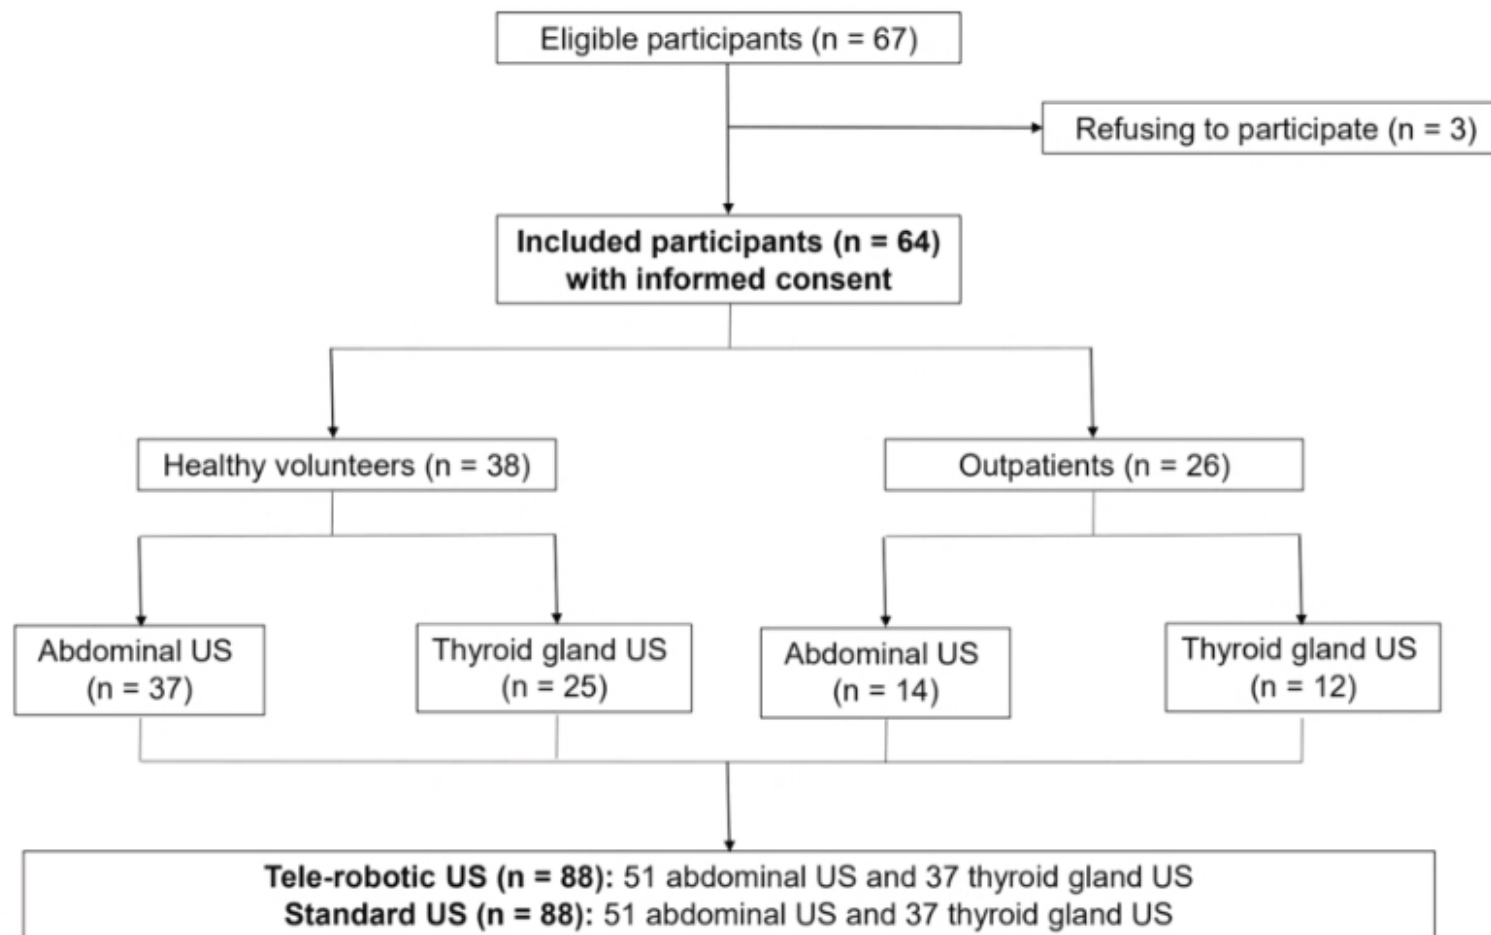 Eligible participants (n = 67)
Refusing to participate (n = 3)
Included participants (n = 64)
with informed consent
Healthy volunteers (n = 38)
Outpatients (n = 26)
Abdominal US
(n = 37)
Thyroid gland US
(n = 25)
Abdominal US
(n = 14)
Thyroid gland US
(n = 12)
Tele-robotic US (n = 88): 51 abdominal US and 37 thyroid gland US
Standard US (n = 88): 51 abdominal US and 37 thyroid gland US